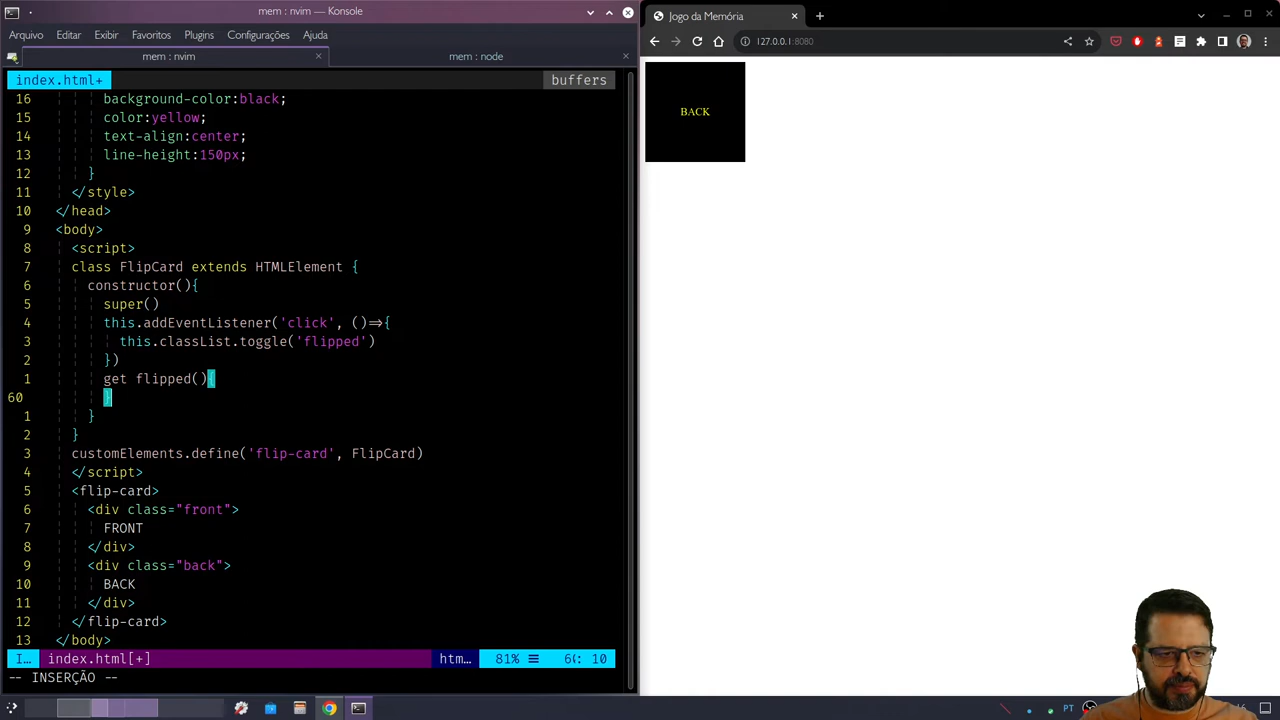 mem : nvim — Konsole
Arquivo Editar Exibir Favoritos Plugins Configurações Ajuda
mem : nvim
mem : node
index.html+
buffers
16 background-color:black;
15 color:yellow;
14 text-align:center;
13 line-height:150px;
12 }
11 </style>
10 </head>
9 <body>
8 <script>
7 class FlipCard extends HTMLElement {
6 constructor(){
5 super()
4 this.addEventListener('click', ()=>{
3 this.classList.toggle('flipped')
2 })
1 get flipped(){
60 }
1 }
2 }
3 customElements.define('flip-card', FlipCard)
4 </script>
5 <flip-card>
6 <div class="front">
7 FRONT
8 </div>
9 <div class="back">
10 BACK
11 </div>
12 </flip-card>
13 </body>
I… index.html[+] htm… 81% ☰ 10
-- INSERÇÃO --
Jogo da Memória
127.0.0.1:8080
BACK
PT